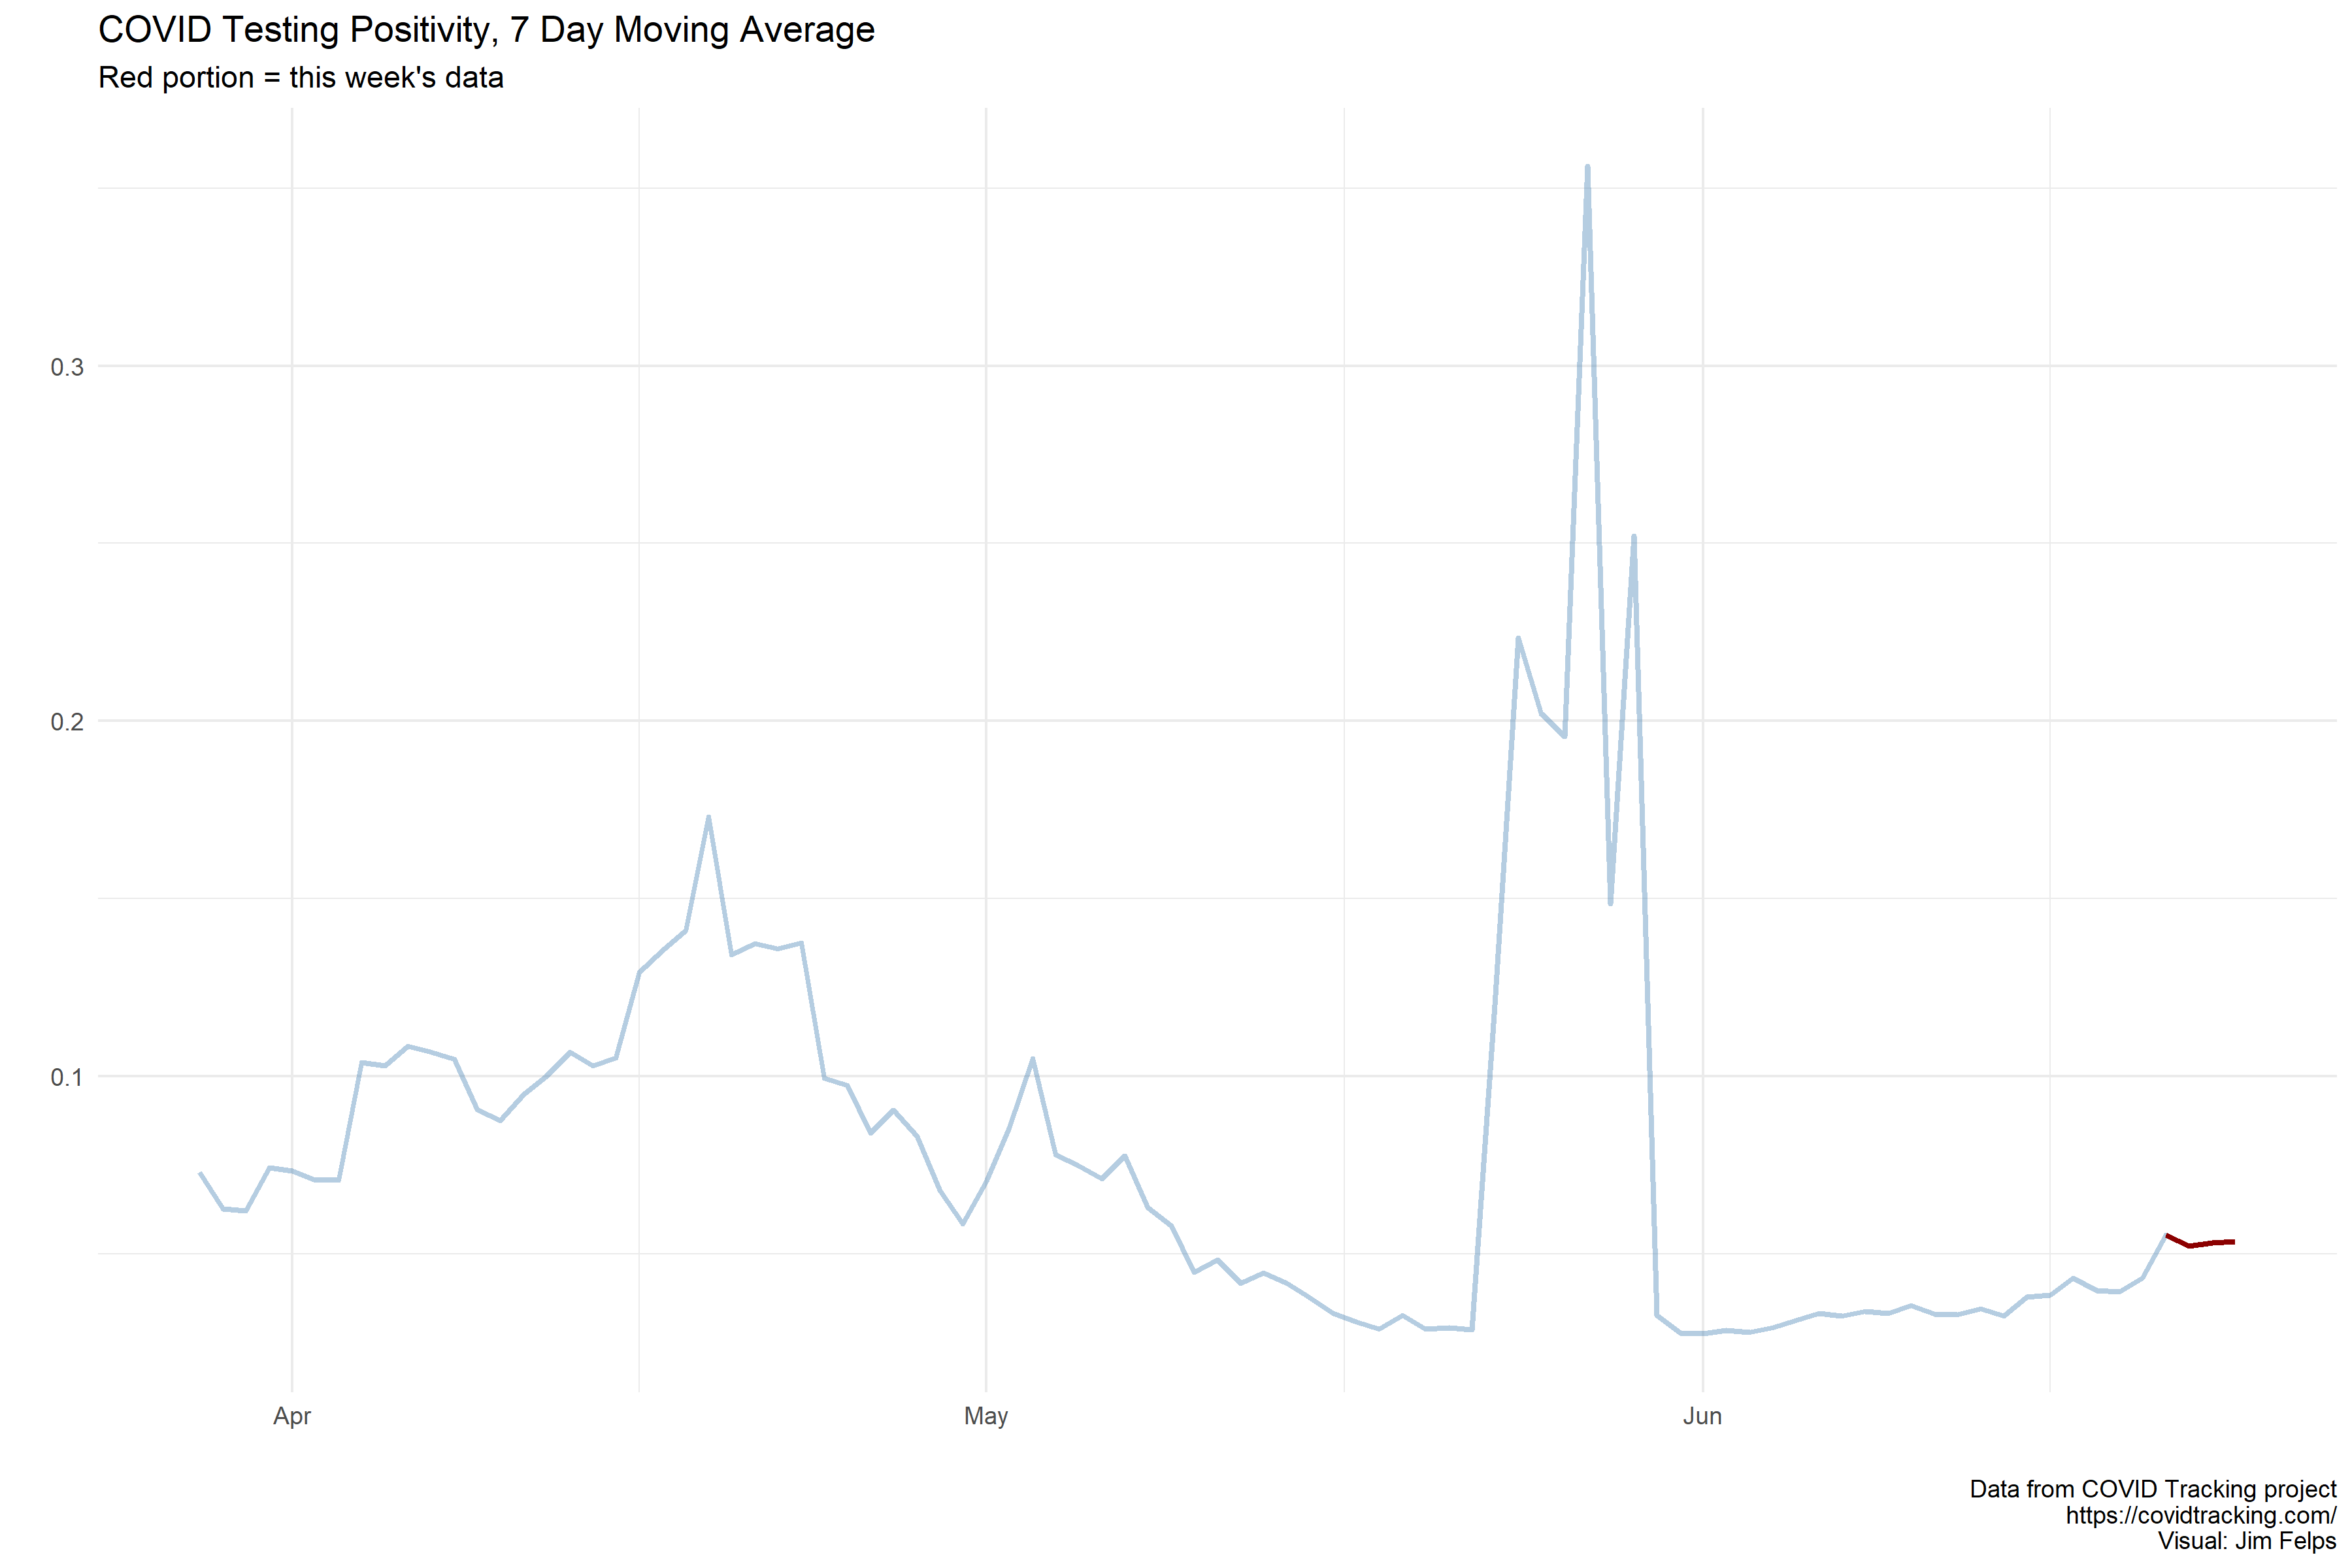 COVID Testing Positivity, 7 Day Moving Average
Red portion = this week's data
0.3
0.2
0.1
Apr
May
Jun
Data from COVID Tracking project
https://covidtracking.com/
Visual: Jim Felps